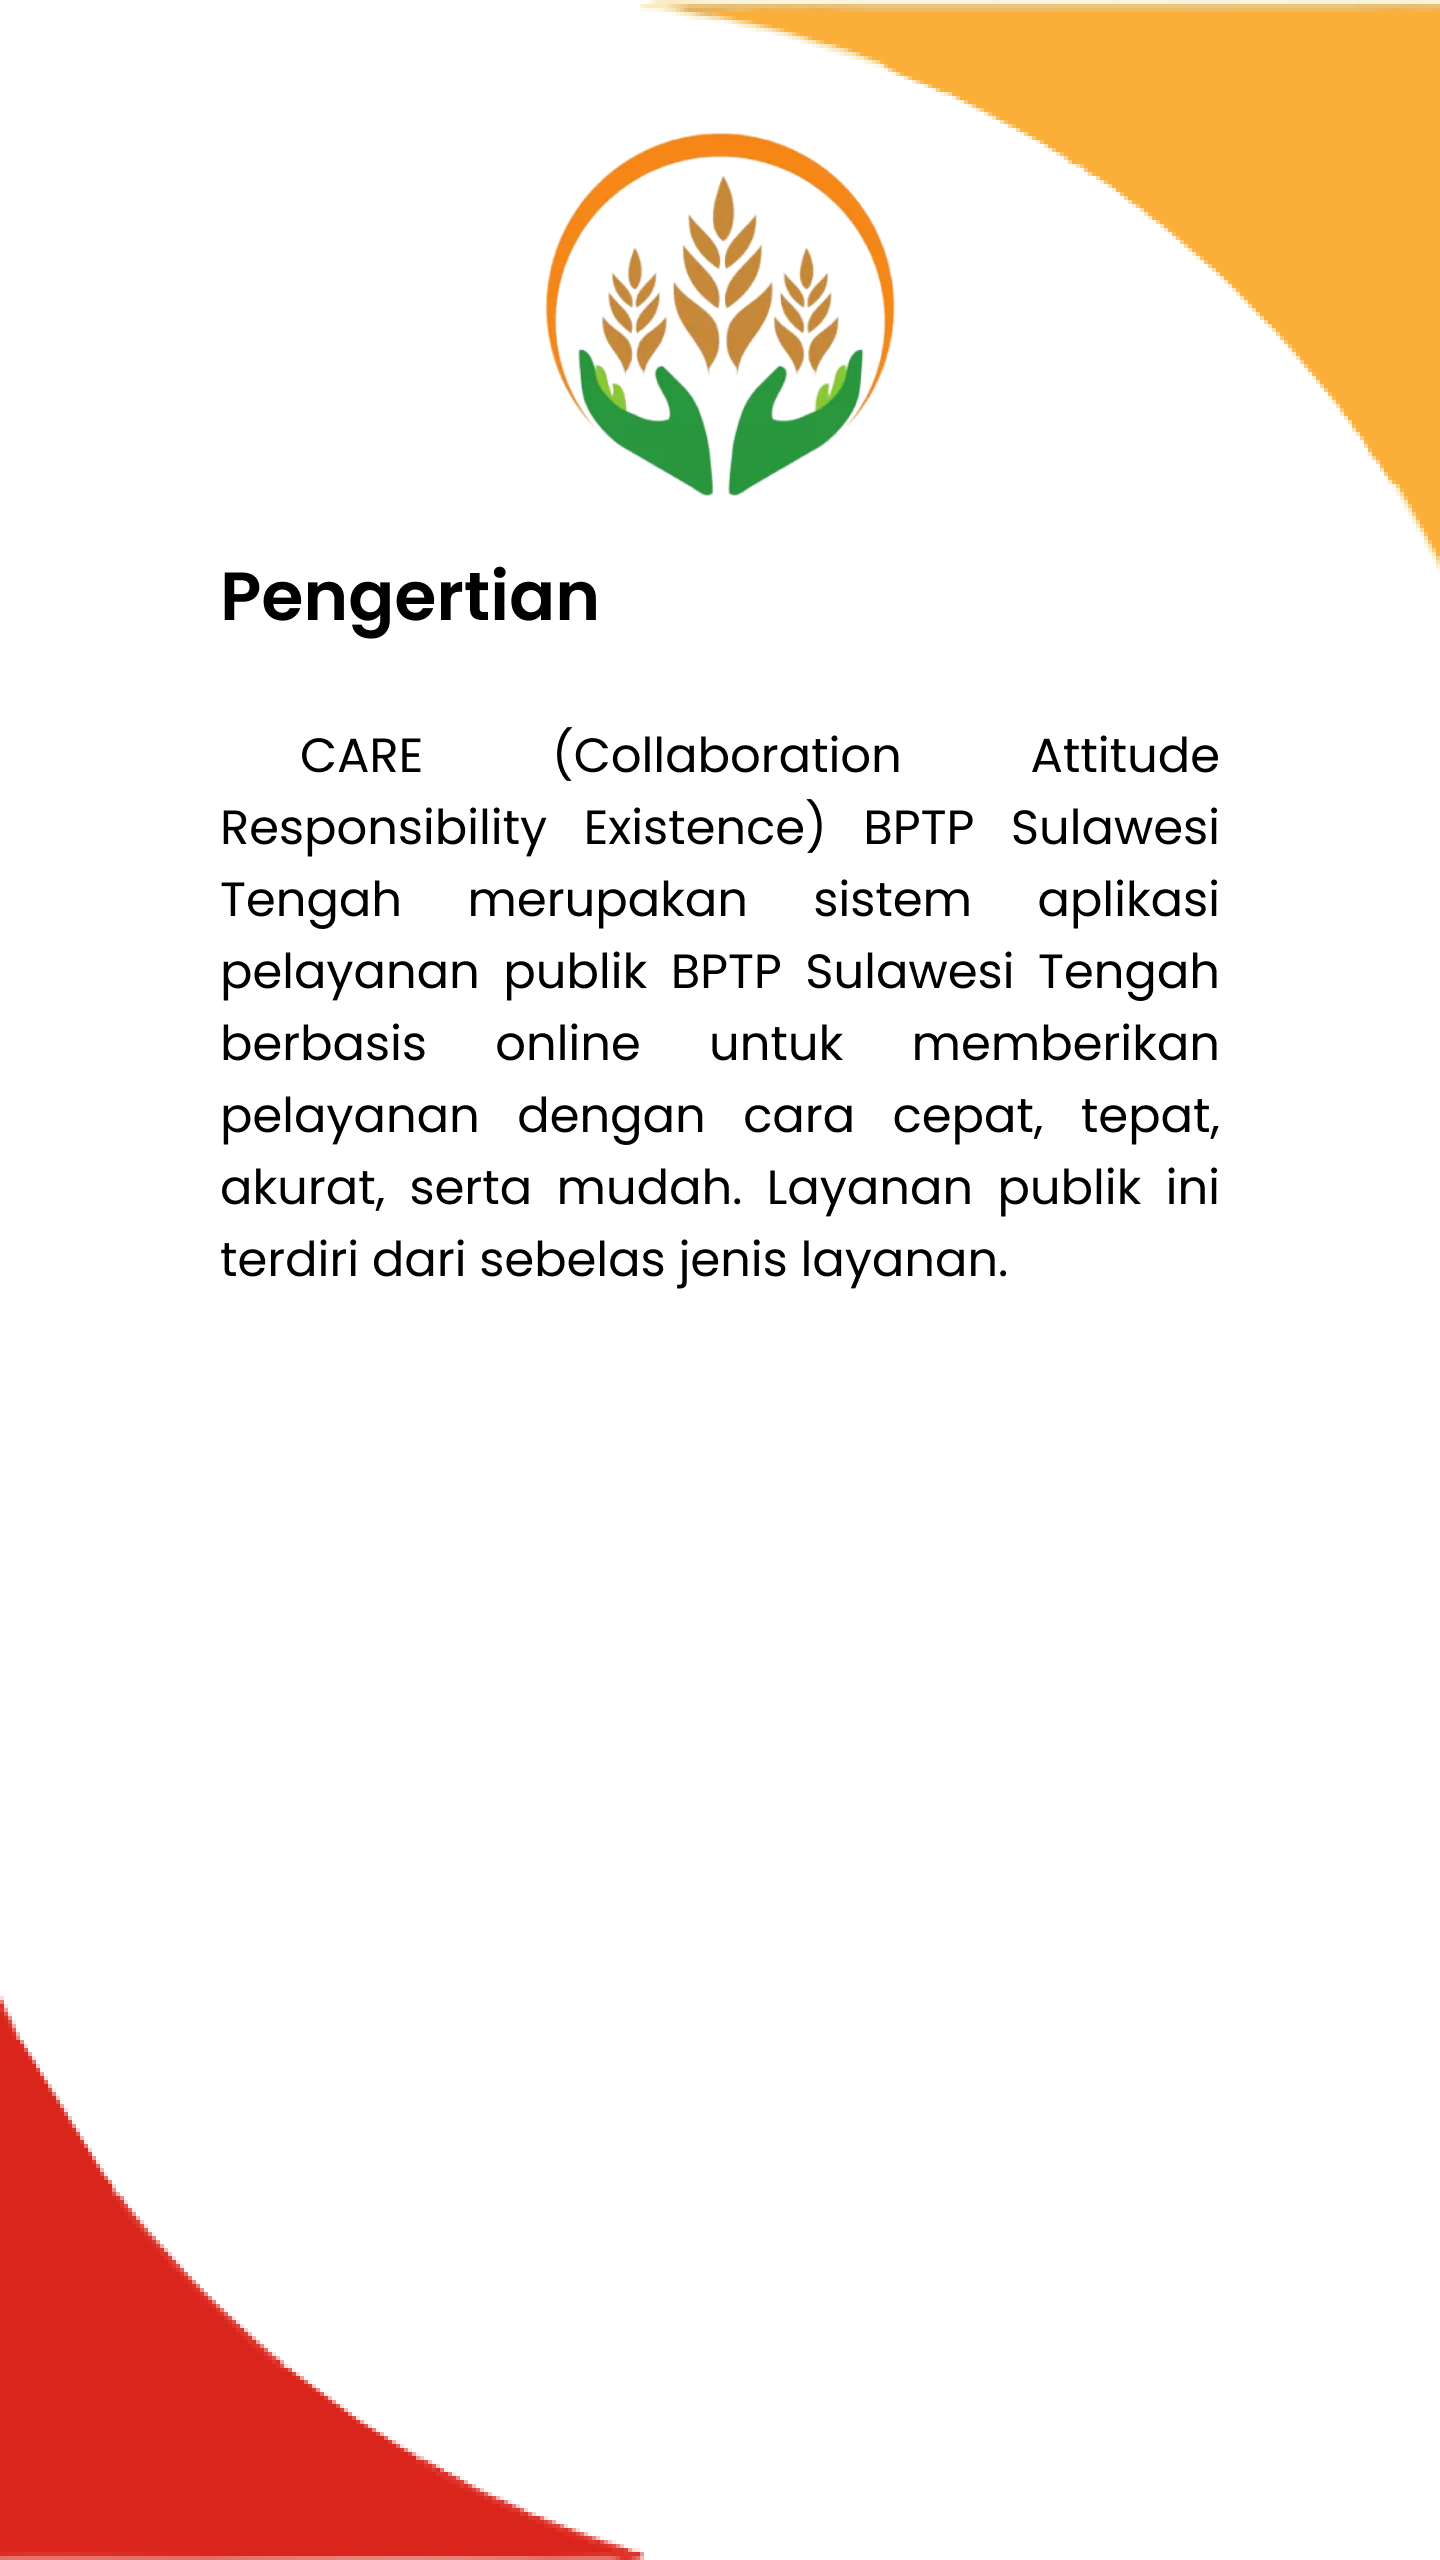 Pengertian
CARE (Collaboration Attitude
Responsibility Existence) BPTP Sulawesi
Tengah merupakan sistem aplikasi
pelayanan publik BPTP Sulawesi Tengah
berbasis online untuk memberikan
pelayanan dengan cara cepat, tepat,
akurat, serta mudah. Layanan publik ini
terdiri dari sebelas jenis layanan.